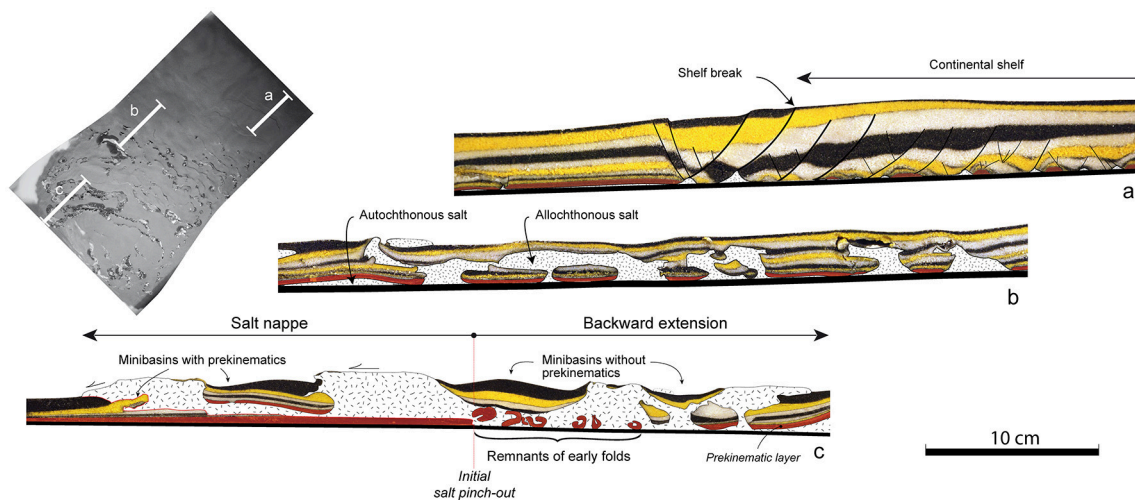 a
b
c
Shelf break
Continental shelf
a
Autochthonous salt
Allochthonous salt
b
Salt nappe
Backward extension
Minibasins with prekinematics
Minibasins without
prekinematics
Remnants of early folds
Prekinematic layer
c
Initial
salt pinch-out
10 cm